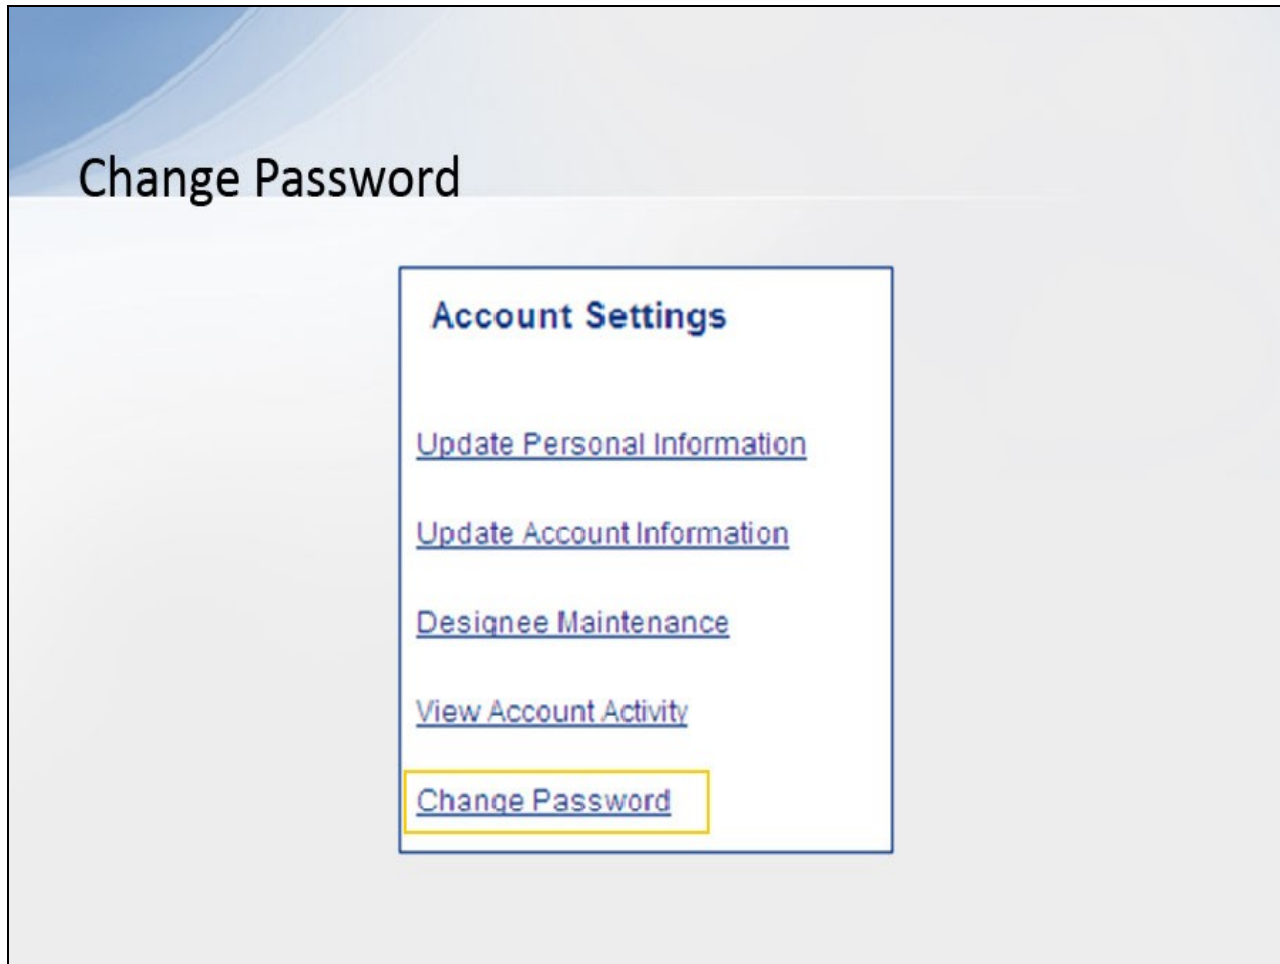 Change Password
Account Settings
Update Personal Information
Update Account Information
Designee Maintenance
View Account Activity
Change Password